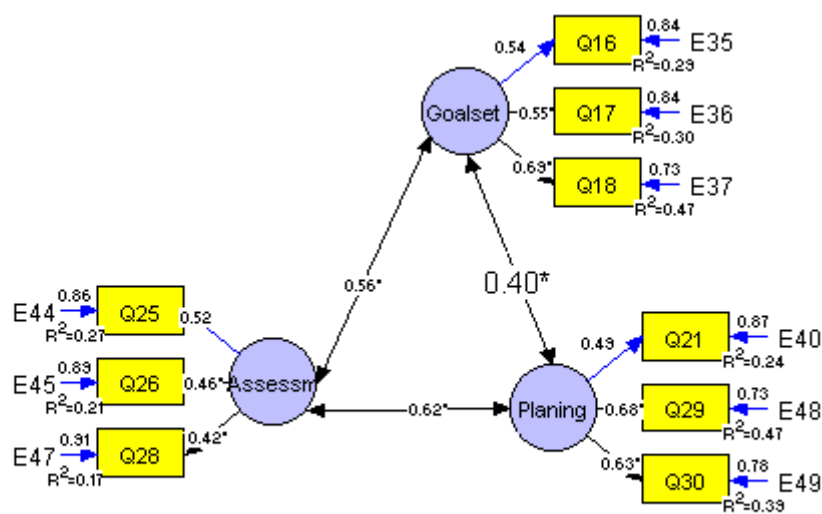 0.84
0.54
Q16
E35
R²=0.29
0.84
Goalset
0.55*
Q17
E36
R²=0.30
0.69*
0.73
Q18
E37
R²=0.47
0.56*
0.40*
0.86
E44
Q25
0.52
R²=0.27
0.89
E45
Q26
0.46*
Assessm
R²=0.21
0.91
E47
Q28
0.42*
R²=0.17
0.62*
0.49
Q21
0.87
E40
R²=0.24
Planing
0.68*
Q29
0.73
E48
R²=0.47
0.63*
Q30
0.78
E49
R²=0.39